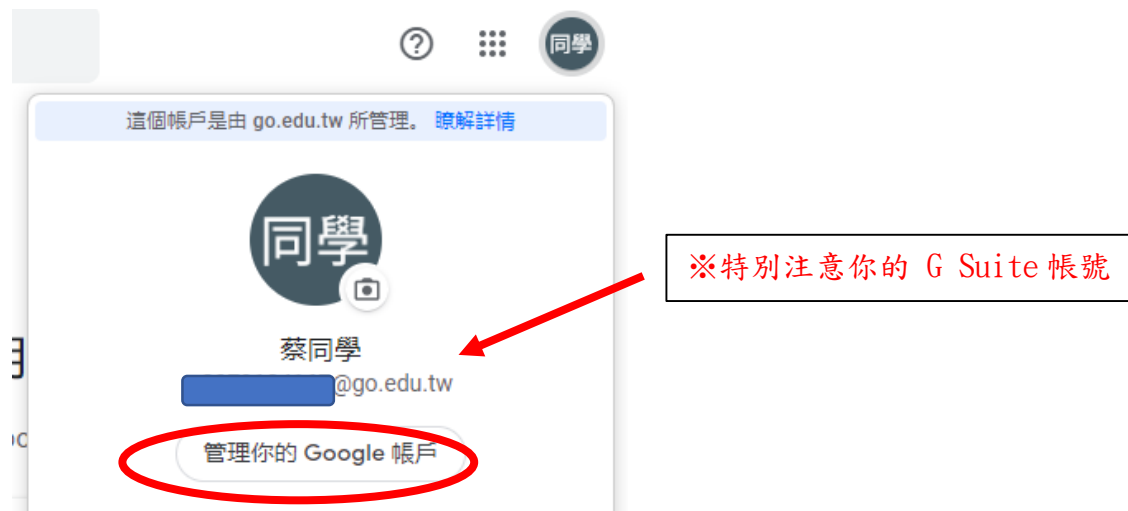 同學
這個帳戶是由 go.edu.tw 所管理。 瞭解詳情
同學
※特別注意你的 G Suite 帳號
蔡同學
@go.edu.tw
管理你的 Google 帳戶